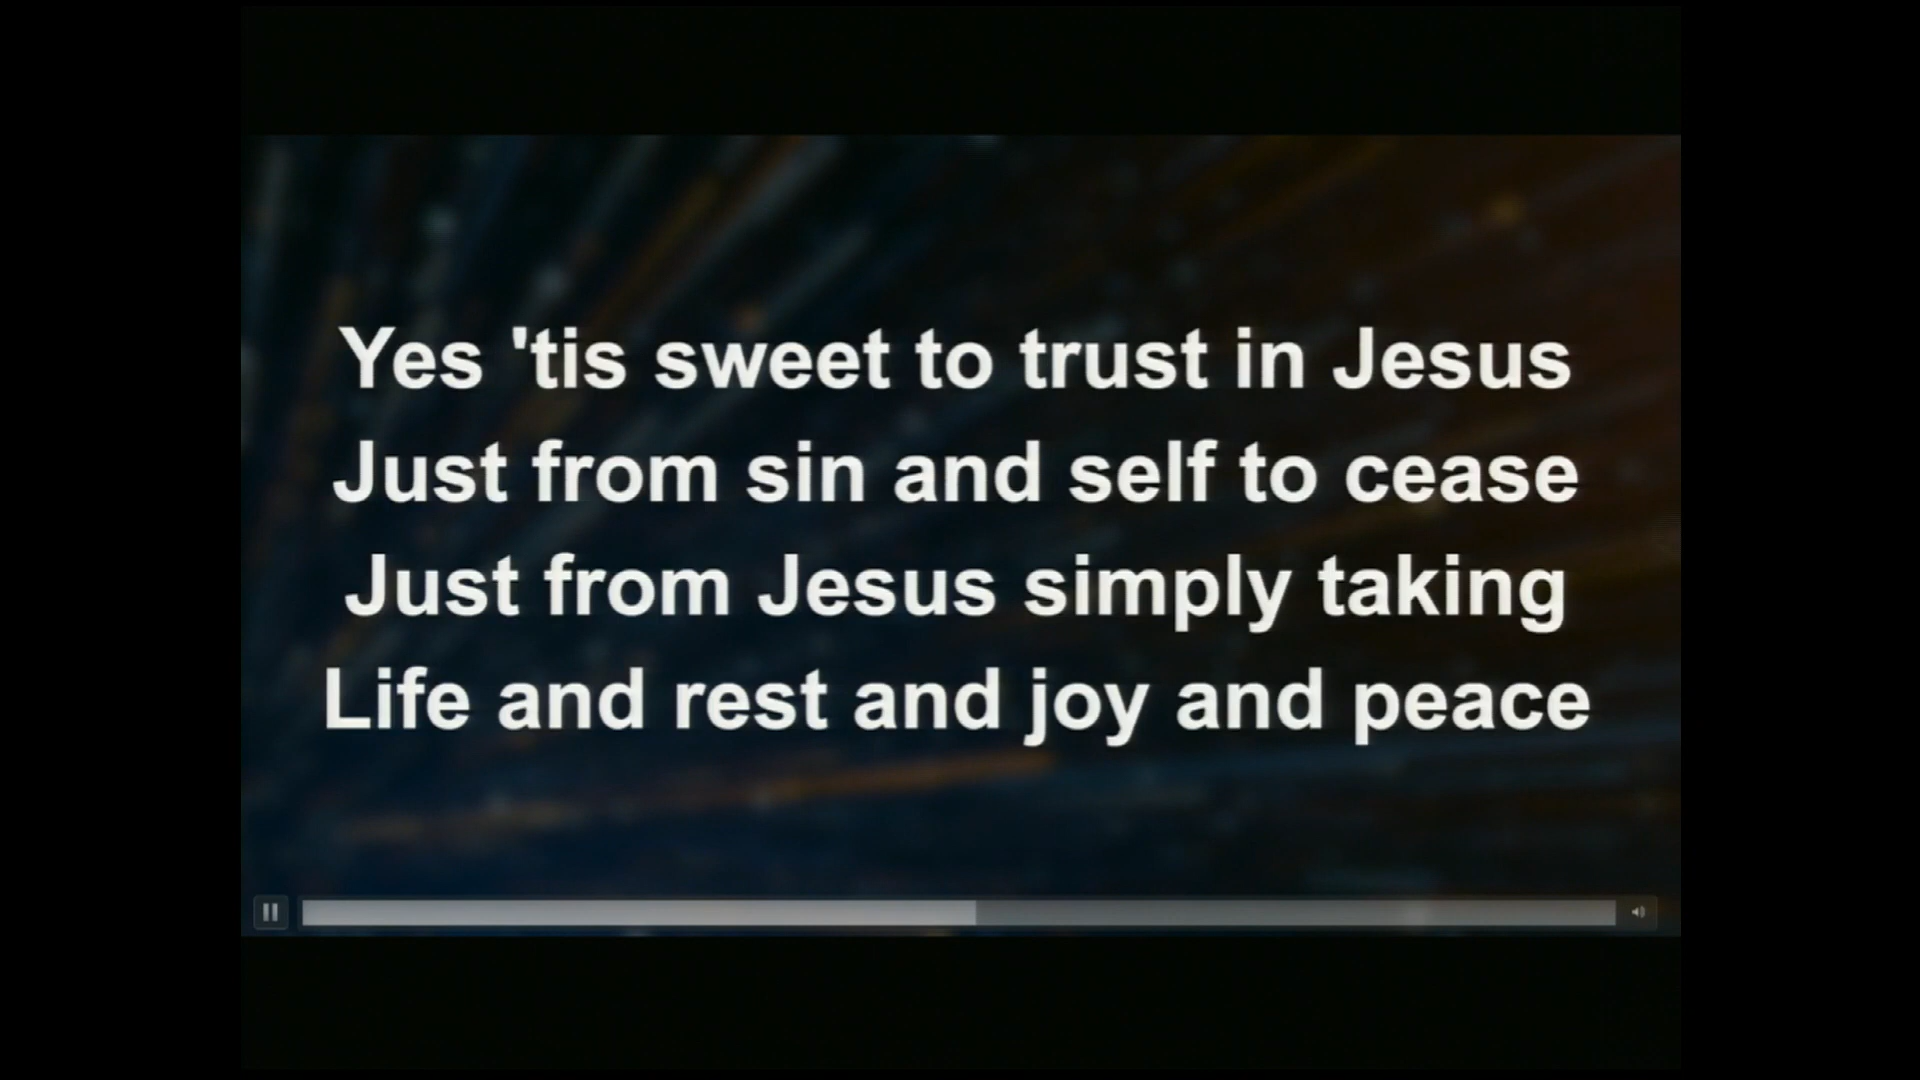 Yes 'tis sweet to trust in Jesus
Just from sin and self to cease
Just from Jesus simply taking
Life and rest and joy and peace